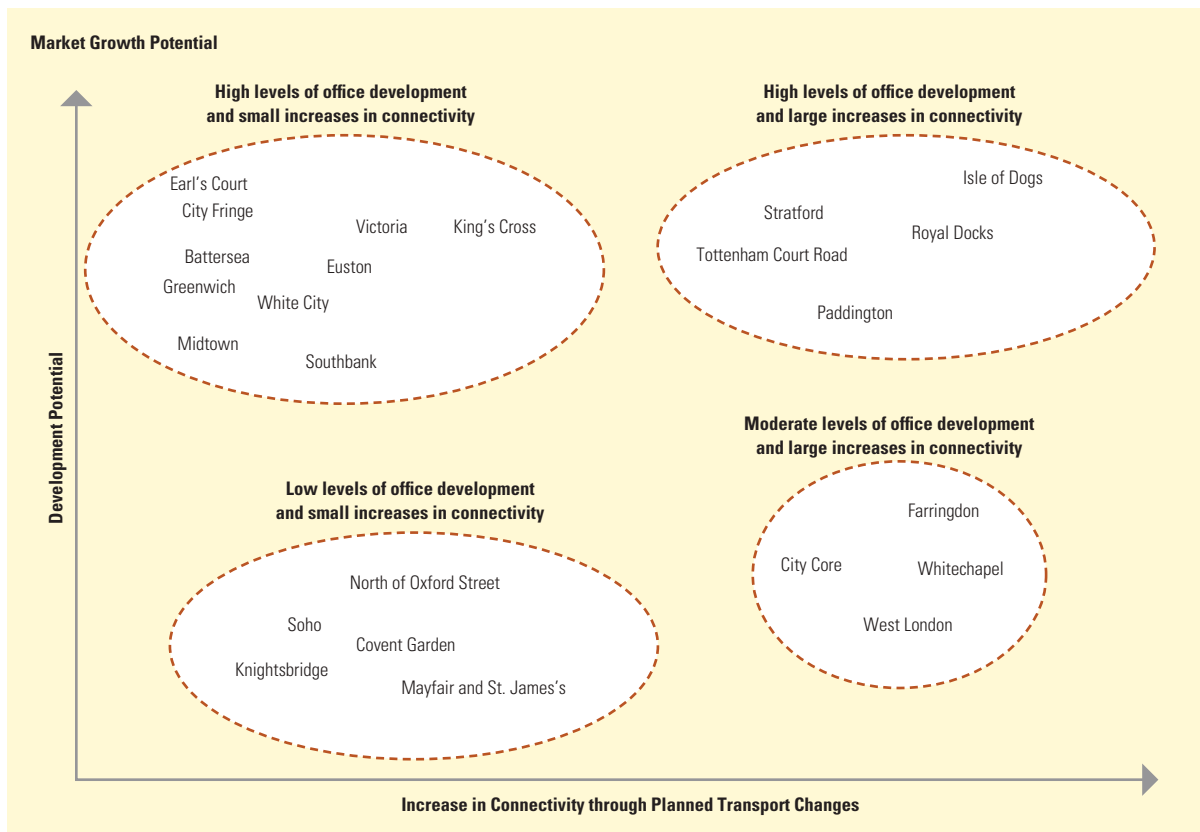 Market Growth Potential
High levels of office development
and small increases in connectivity
Earl's Court
City Fringe
Victoria
King's Cross
Battersea
Euston
Greenwich
White City
Midtown
Southbank
High levels of office development
and large increases in connectivity
Isle of Dogs
Stratford
Royal Docks
Tottenham Court Road
Paddington
Development Potential
Low levels of office development
and small increases in connectivity
North of Oxford Street
Soho
Covent Garden
Knightsbridge
Mayfair and St. James's
Moderate levels of office development
and large increases in connectivity
Farringdon
City Core
Whitechapel
West London
Increase in Connectivity through Planned Transport Changes